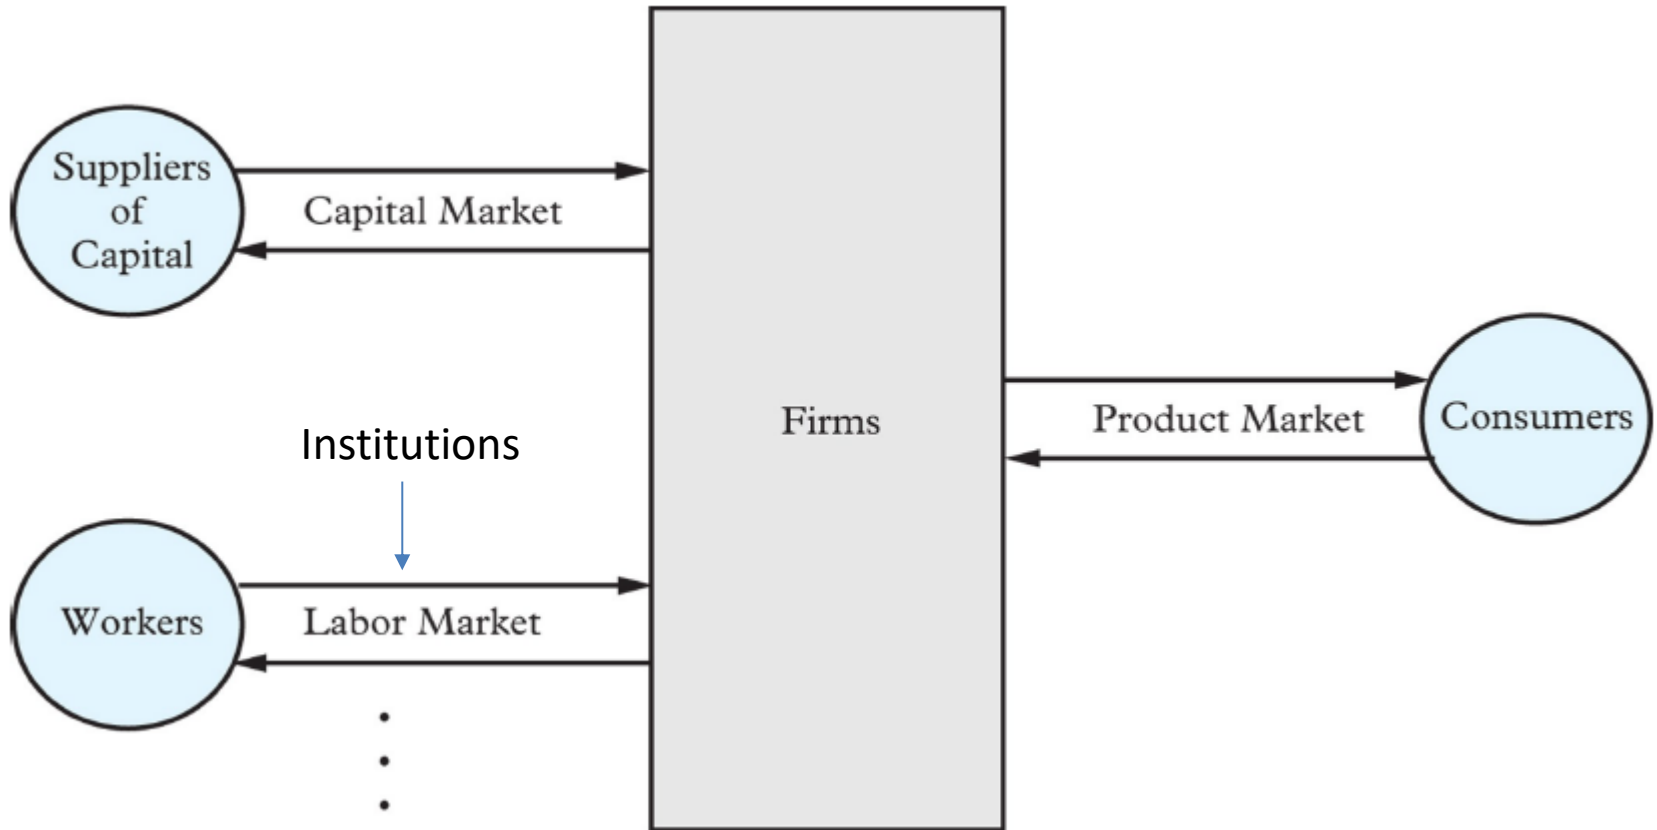 Suppliers
of
Capital
Capital Market
Institutions
Workers
Labor Market
Firms
Product Market
Consumers